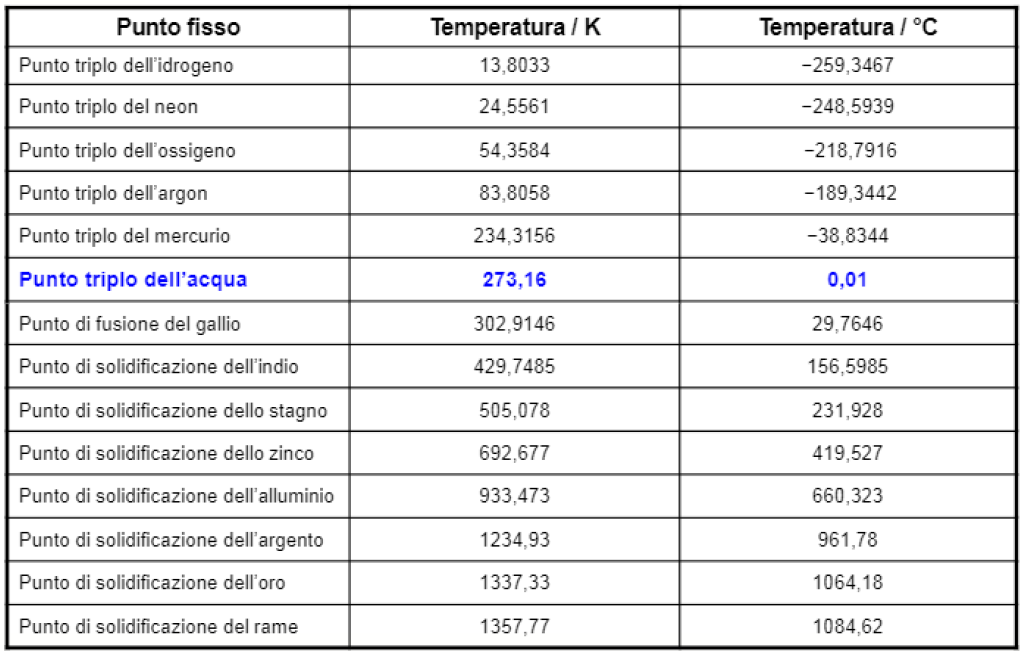 Punto fisso Temperatura / K Temperatura / °C
Punto triplo dell'idrogeno 13,8033 −259,3467
Punto triplo del neon 24,5561 −248,5939
Punto triplo dell'ossigeno 54,3584 −218,7916
Punto triplo dell'argon 83,8058 −189,3442
Punto triplo del mercurio 234,3156 −38,8344
Punto triplo dell'acqua 273,16 0,01
Punto di fusione del gallio 302,9146 29,7646
Punto di solidificazione dell'indio 429,7485 156,5985
Punto di solidificazione dello stagno 505,078 231,928
Punto di solidificazione dello zinco 692,677 419,527
Punto di solidificazione dell'alluminio 933,473 660,323
Punto di solidificazione dell'argento 1234,93 961,78
Punto di solidificazione dell'oro 1337,33 1064,18
Punto di solidificazione del rame 1357,77 1084,62